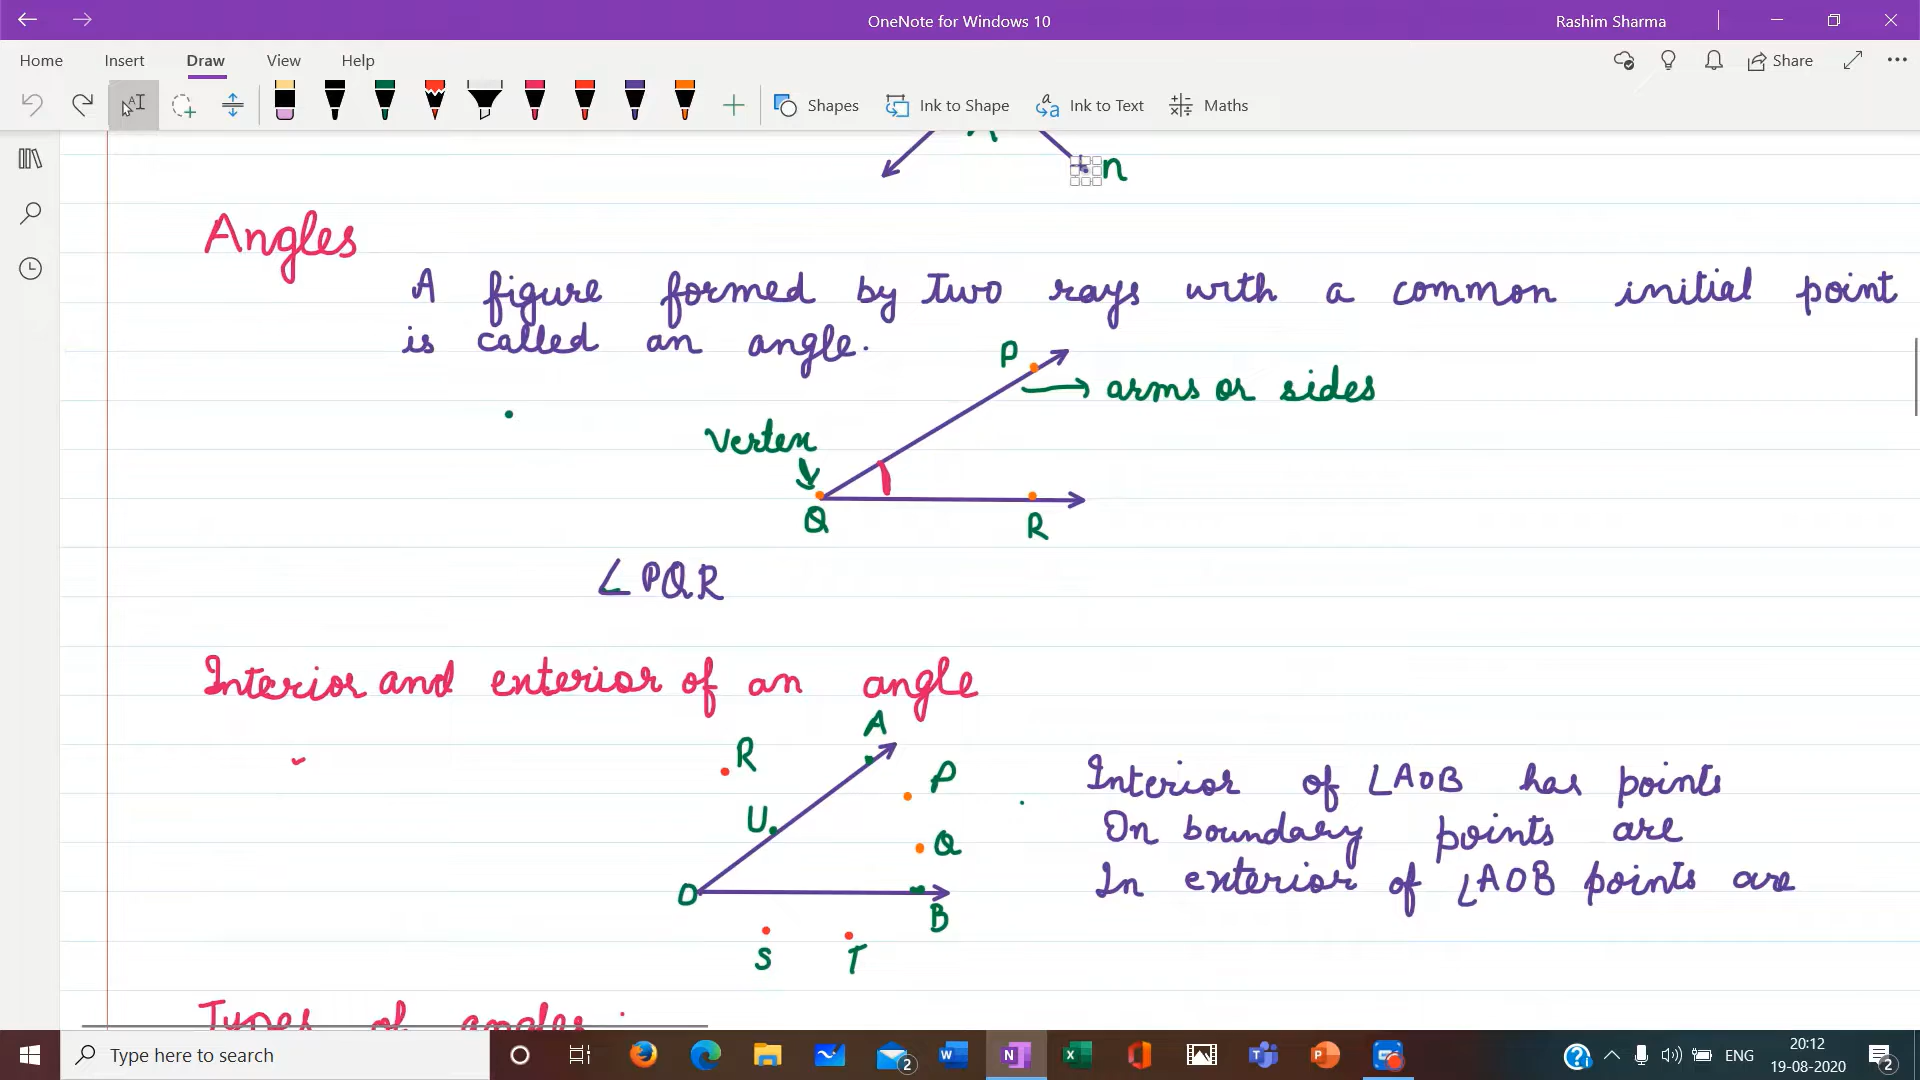 OneNote for Windows 10
Rashim Sharma
Home Insert Draw View Help
Share
Shapes
Ink to Shape
Ink to Text
Maths
n
Angles
A figure formed by two rays with a common initial point
is called an angle.
P
arms or sides
Vertex
Q
R
∠PQR
Interior and exterior of an angle
A
R
P
U
Q
O
B
S
T
Interior of ∠AOB has points
On boundary points are
In exterior of ∠AOB points are
Types of angles:
Type here to search
2
ENG
20:12
19-08-2020
2